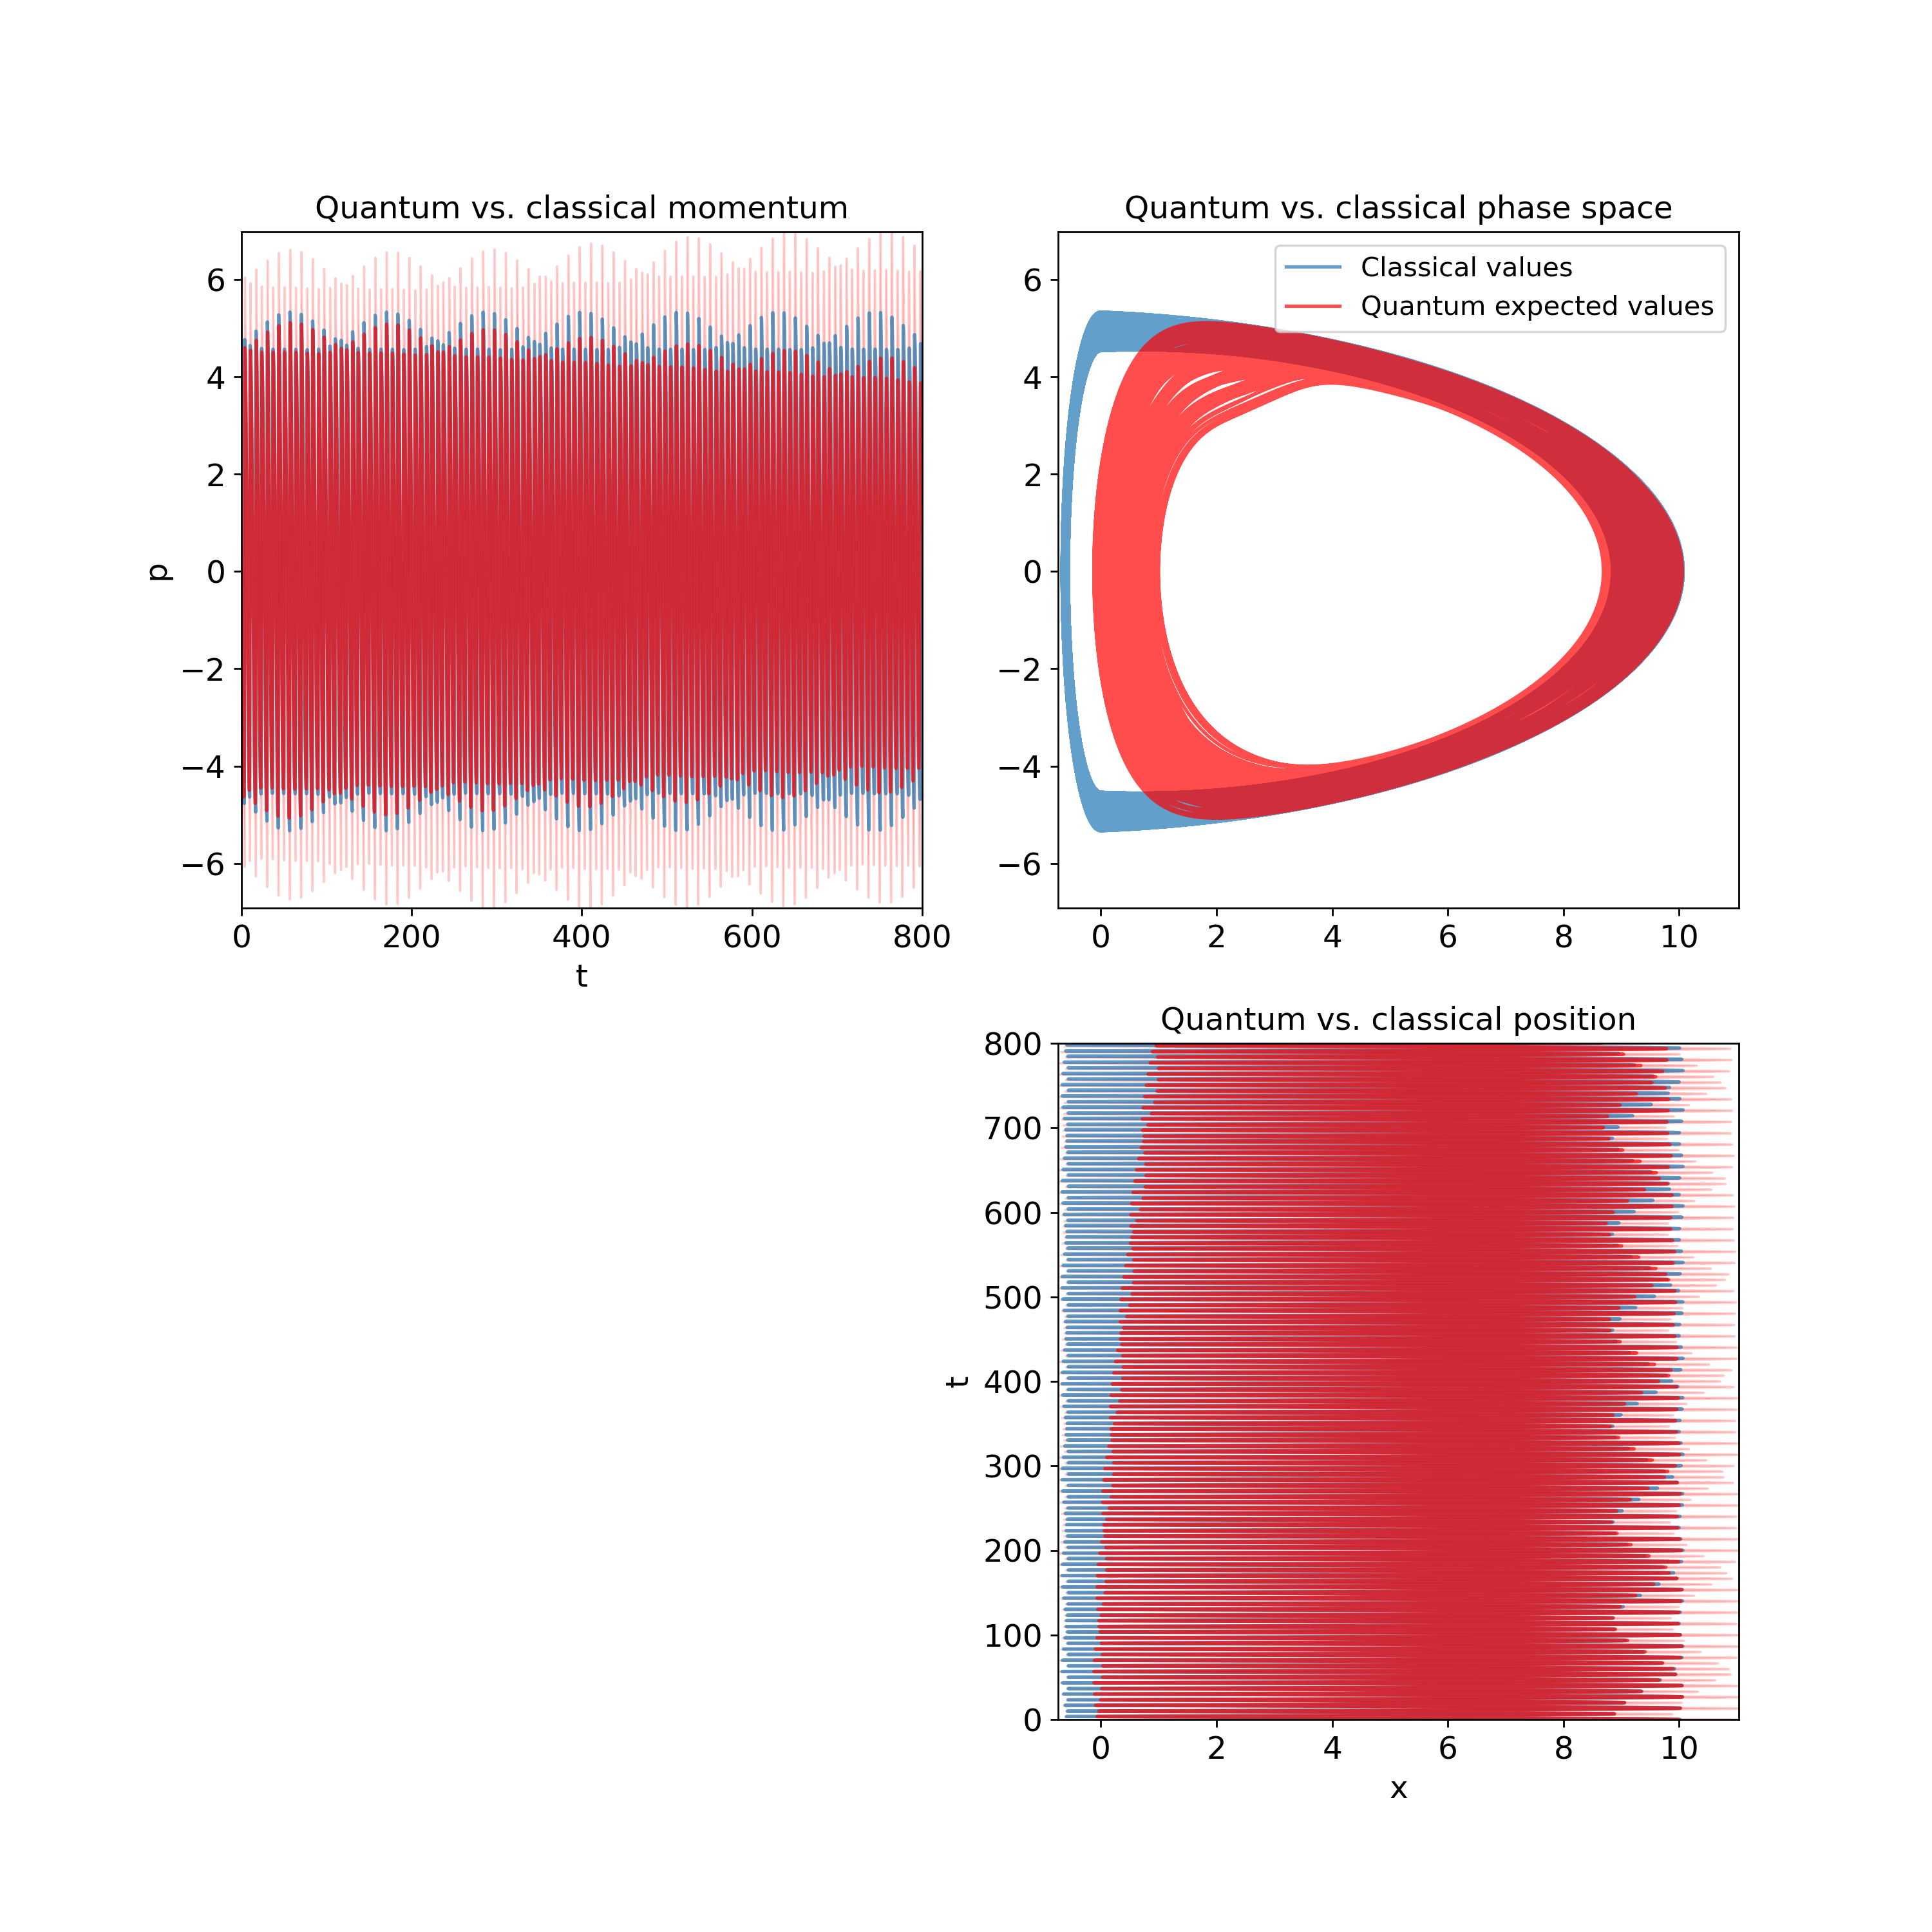 Quantum vs. classical momentum
6
4
2
0
−2
−4
−6
p
0 200 400 600 800
t
Quantum vs. classical phase space
Classical values
Quantum expected values
6
4
2
0
−2
−4
−6
0 2 4 6 8 10
Quantum vs. classical position
800
700
600
500
400
300
200
100
0
t
0 2 4 6 8 10
x